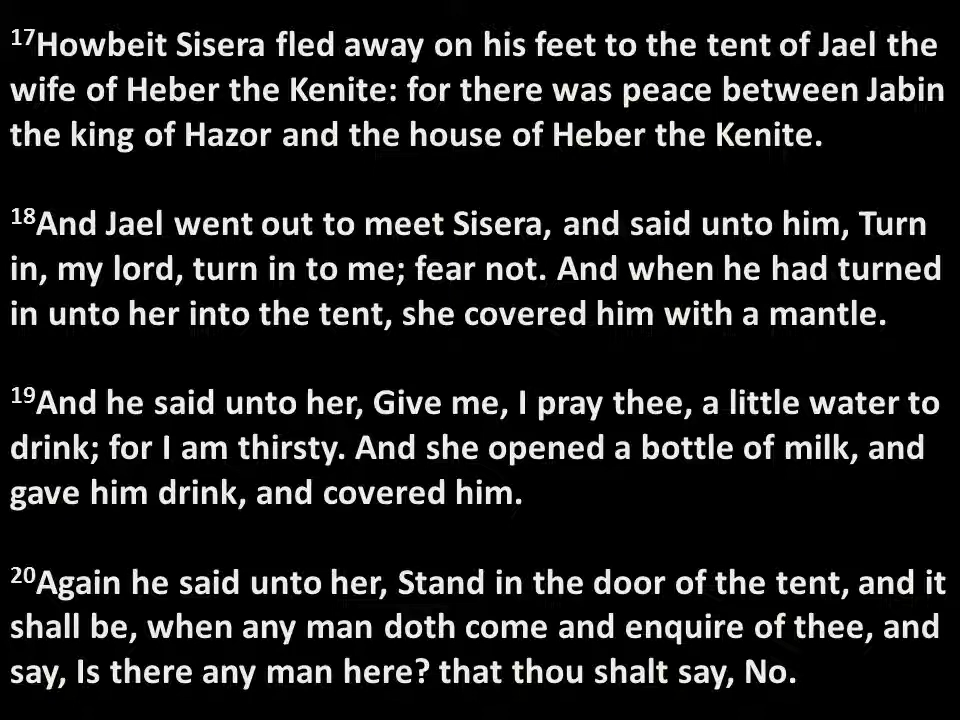 17Howbeit Sisera fled away on his feet to the tent of Jael the
wife of Heber the Kenite: for there was peace between Jabin
the king of Hazor and the house of Heber the Kenite.
18And Jael went out to meet Sisera, and said unto him, Turn
in, my lord, turn in to me; fear not. And when he had turned
in unto her into the tent, she covered him with a mantle.
19And he said unto her, Give me, I pray thee, a little water to
drink; for I am thirsty. And she opened a bottle of milk, and
gave him drink, and covered him.
20Again he said unto her, Stand in the door of the tent, and it
shall be, when any man doth come and enquire of thee, and
say, Is there any man here? that thou shalt say, No.